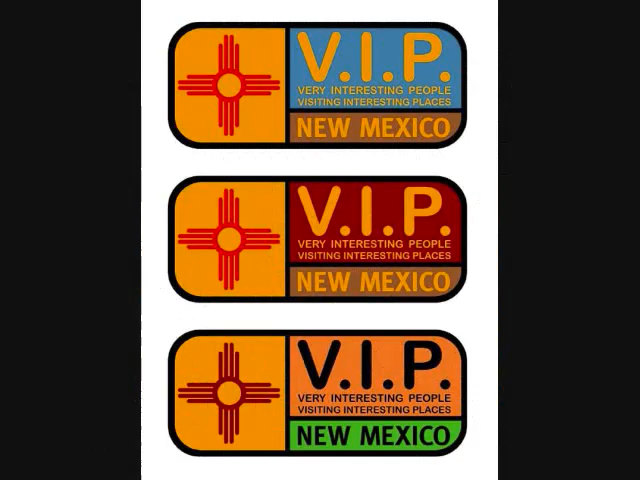 V.I.P.
VERY INTERESTING PEOPLE
VISITING INTERESTING PLACES
NEW MEXICO
V.I.P.
VERY INTERESTING PEOPLE
VISITING INTERESTING PLACES
NEW MEXICO
V.I.P.
VERY INTERESTING PEOPLE
VISITING INTERESTING PLACES
NEW MEXICO